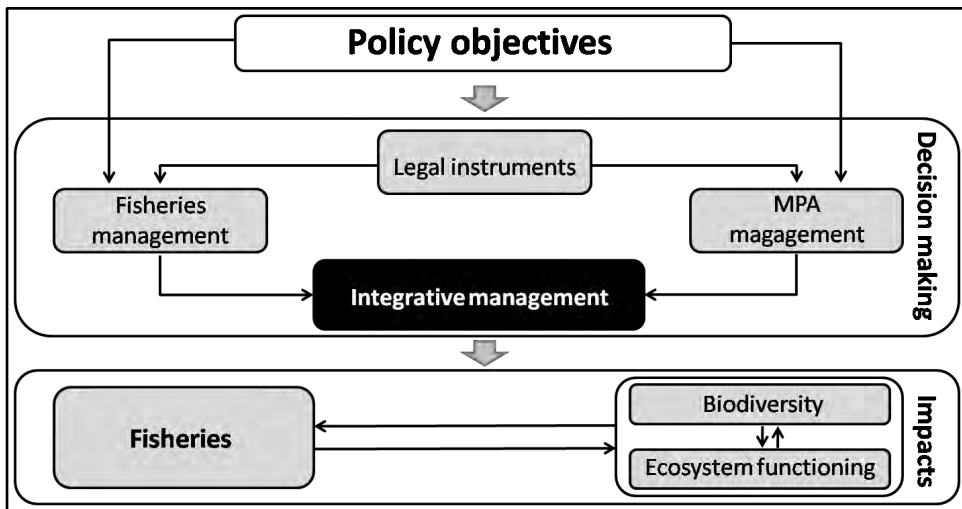 Policy objectives
Legal instruments
Fisheries
management
MPA
magagement
Integrative management
Decision making
Fisheries
Biodiversity
Ecosystem functioning
Impacts